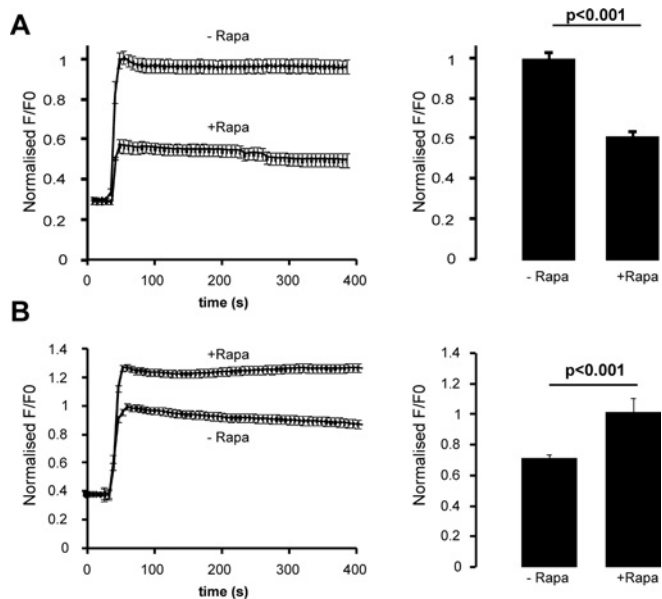 A
Normalised F/F0
1
0.8
0.6
0.4
0.2
0
- Rapa
+Rapa
0 100 200 300 400
time (s)
p<0.001
Normalised F/F0
1
0.8
0.6
0.4
0.2
0
- Rapa +Rapa
B
Normalised F/F0
1.4
1.2
1
0.8
0.6
0.4
0.2
0
+Rapa
- Rapa
0 100 200 300 400
time (s)
p<0.001
Normalised F/F0
1.4
1.2
1
0.8
0.6
0.4
0.2
0
- Rapa +Rapa